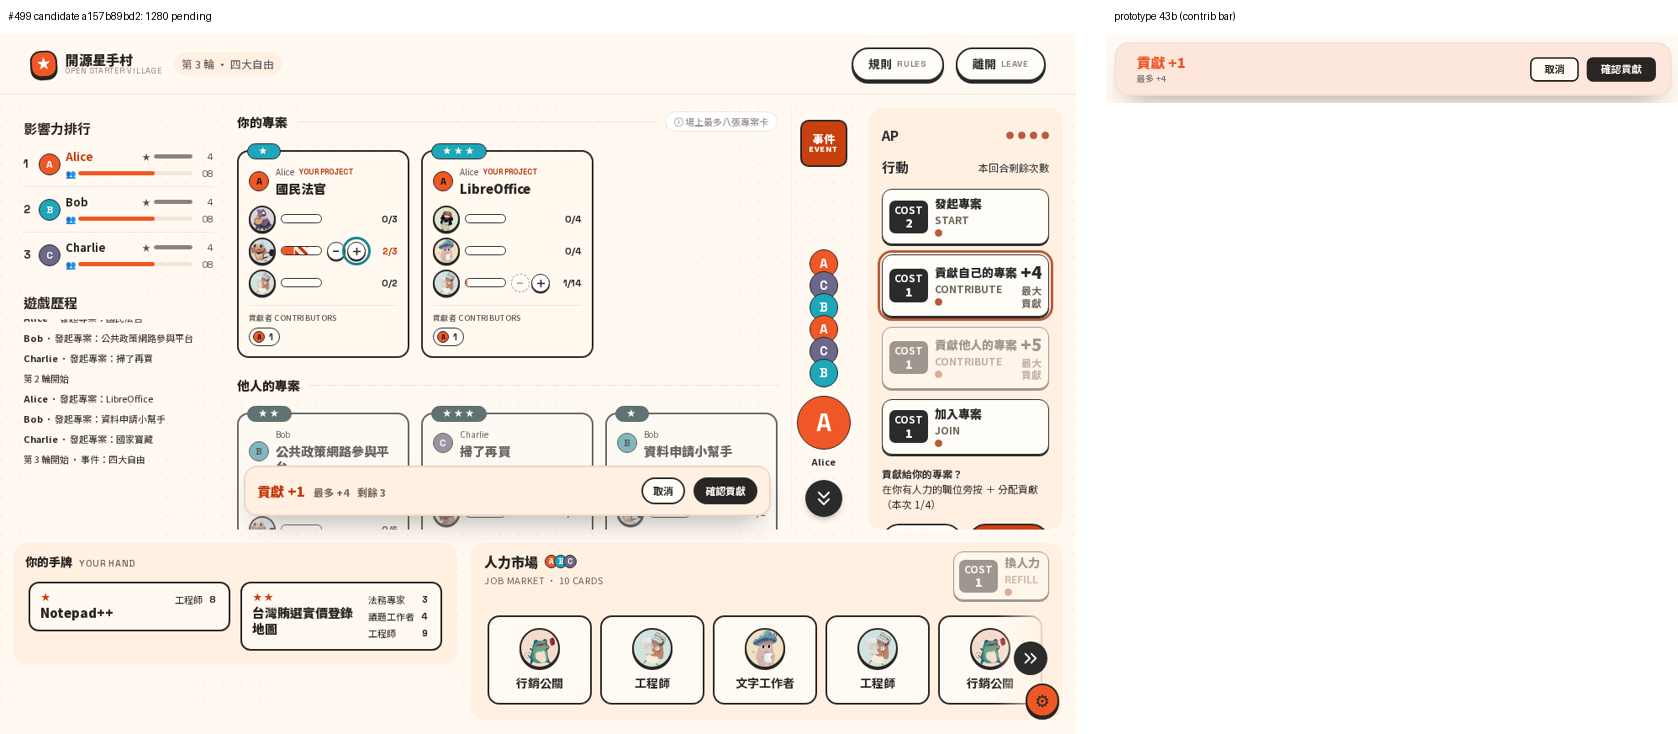 #499 candidate a157b89bd2: 1280 pending
prototype 43b (contrib bar)
開源星手村
OPEN STARTER VILLAGE
第 3 輪 • 四大自由
規則 RULES
離開 LEAVE
貢獻 +1
最多 +4
取消
確認貢獻
影響力排行
1 A Alice ★ 4
08
2 B Bob ★ 4
08
3 C Charlie ★ 4
08
遊戲歷程
Alice • 發起專案：國民法官
Bob • 發起專案：公共政策網路參與平台
Charlie • 發起專案：掃了再買
第 2 輪開始
Alice • 發起專案：LibreOffice
Bob • 發起專案：資料申請小幫手
Charlie • 發起專案：國家寶藏
第 3 輪開始 • 事件：四大自由
你的專案
場上最多八張專案卡
★
A Alice YOUR PROJECT
國民法官
0/3
− + 2/3
0/2
貢獻者 CONTRIBUTORS
A 1
★ ★ ★
A Alice YOUR PROJECT
LibreOffice
0/4
0/4
− + 1/14
貢獻者 CONTRIBUTORS
A 1
他人的專案
★ ★
B Bob
公共政策網路參與平
台
★ ★ ★
C Charlie
掃了再買
★
B Bob
資料申請小幫手
貢獻 +1 最多 +4 剩餘 3
取消
確認貢獻
事件
EVENT
A
C
B
A
C
B
A
Alice
AP
行動 本回合剩餘次數
COST 2
發起專案
START
COST 1
貢獻自己的專案 +4
CONTRIBUTE 最大
貢獻
COST 1
貢獻他人的專案 +5
CONTRIBUTE 最大
貢獻
COST 1
加入專案
JOIN
貢獻給你的專案？
在你有人力的職位旁按 ＋ 分配貢獻
（本次 1/4）
你的手牌 YOUR HAND
★
Notepad++
工程師 8
★ ★
台灣賄選實價登錄
地圖
法務專家 3
議題工作者 4
工程師 9
人力市場 A B C
JOB MARKET • 10 CARDS
COST 1
換人力
REFILL
行銷公關
工程師
文字工作者
工程師
行銷公關